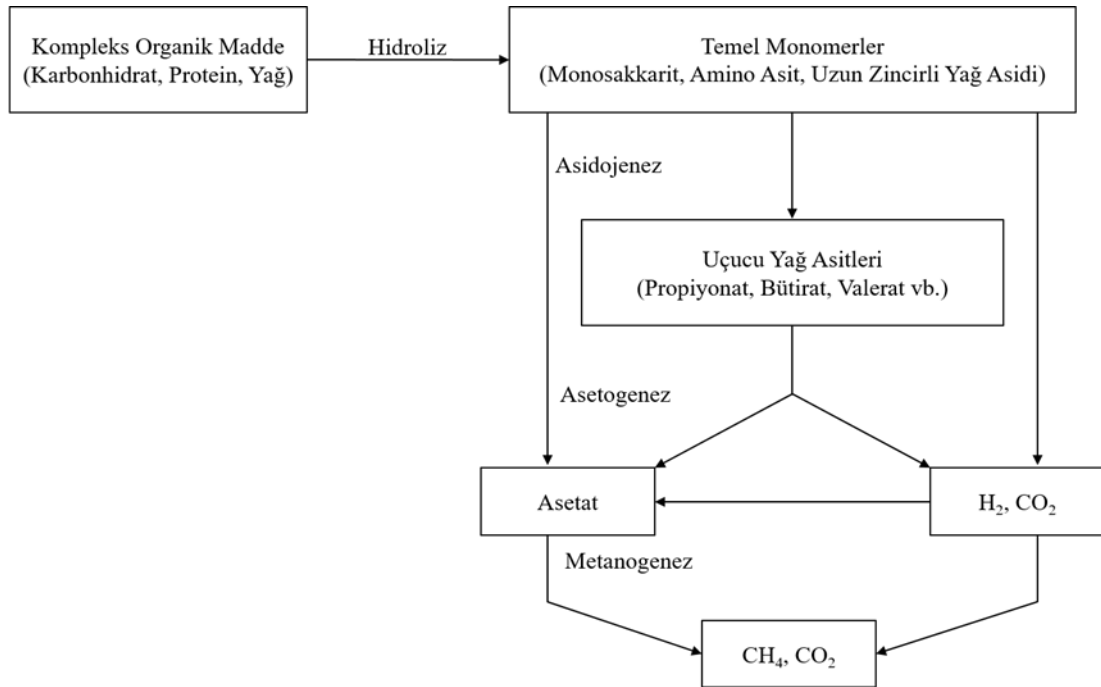 Kompleks Organik Madde
(Karbonhidrat, Protein, Yağ)
Hidroliz
Temel Monomerler
(Monosakkarit, Amino Asit, Uzun Zincirli Yağ Asidi)
Asidojenez
Uçucu Yağ Asitleri
(Propiyonat, Bütirat, Valerat vb.)
Asetogenez
Asetat
H₂, CO₂
Metanogenez
CH₄, CO₂